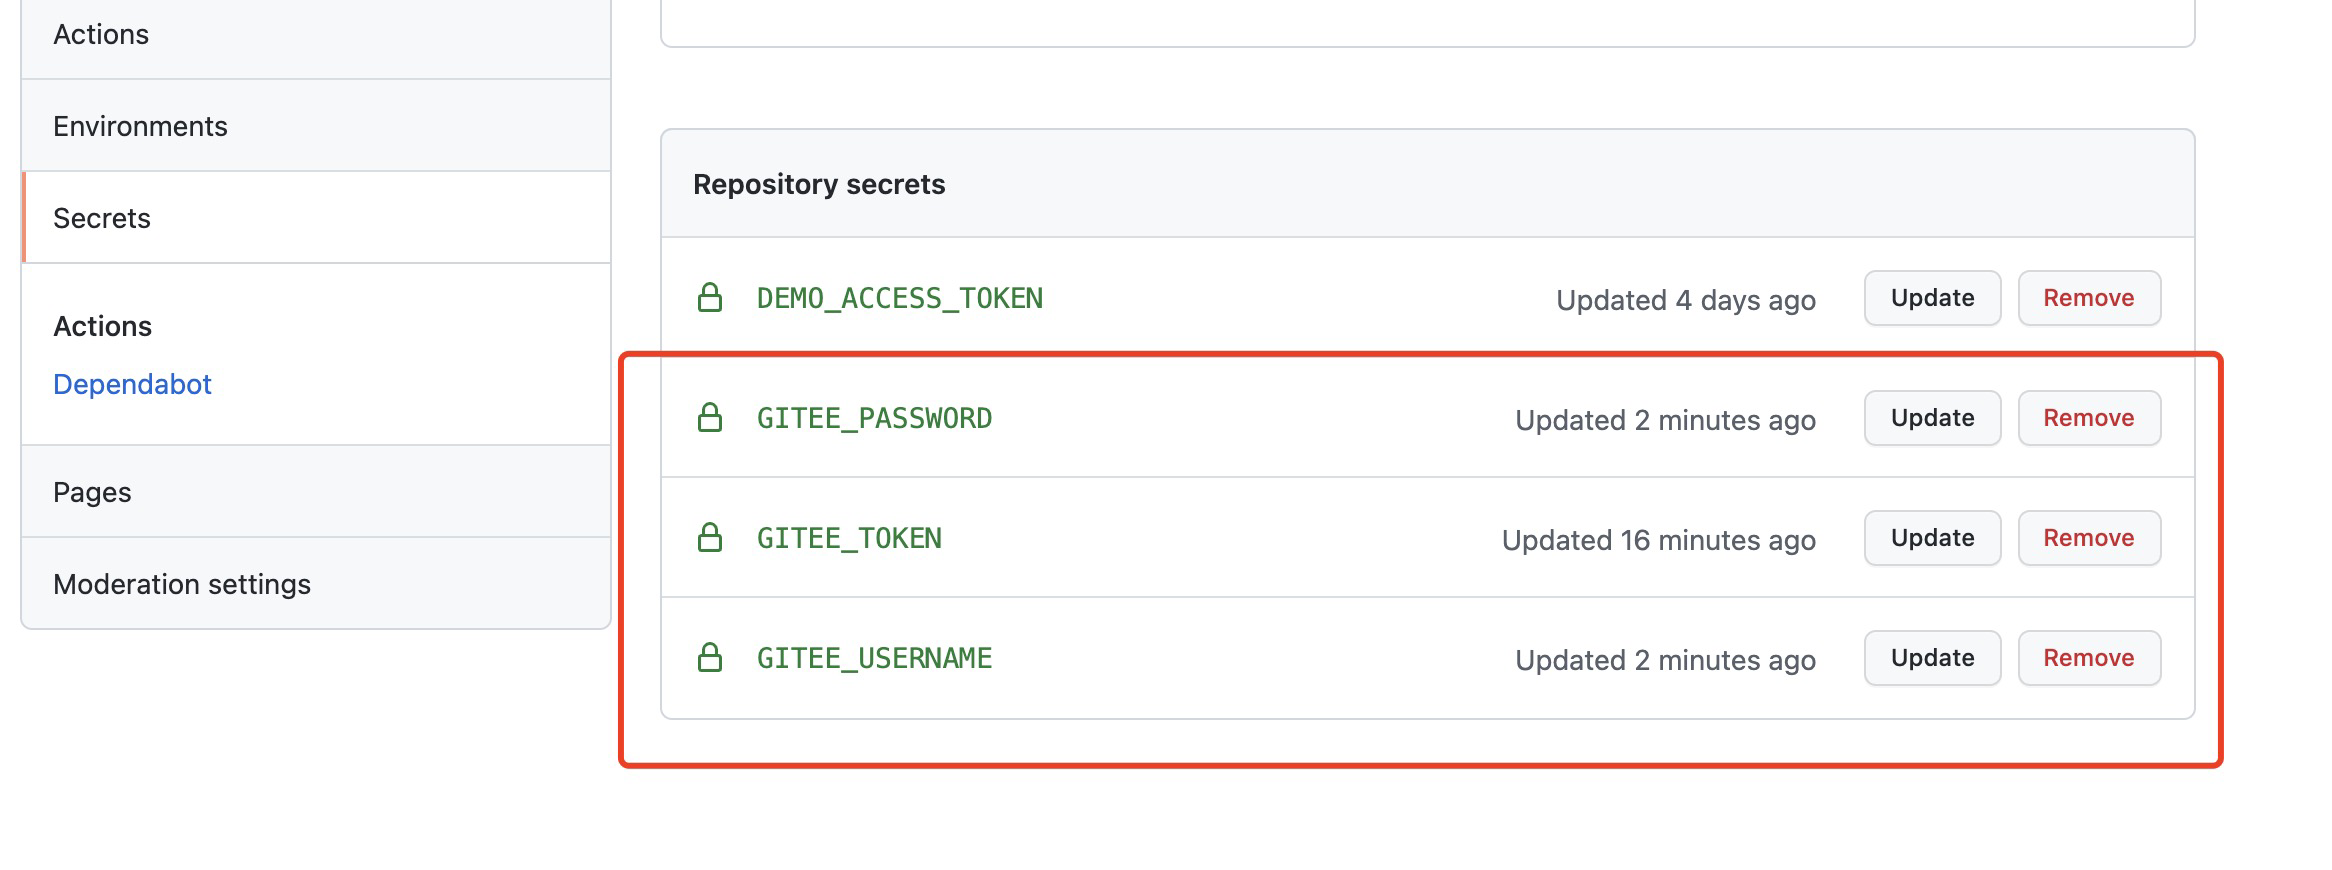 Actions
Environments
Secrets
Actions
Dependabot
Pages
Moderation settings
Repository secrets
DEMO_ACCESS_TOKEN Updated 4 days ago Update Remove
GITEE_PASSWORD Updated 2 minutes ago Update Remove
GITEE_TOKEN Updated 16 minutes ago Update Remove
GITEE_USERNAME Updated 2 minutes ago Update Remove